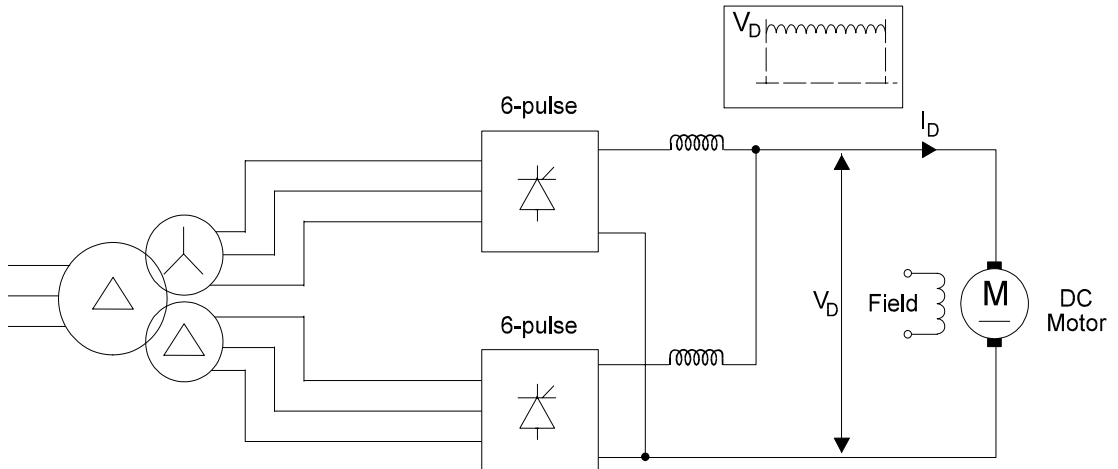 V_D
6-pulse
I_D
V_D
Field
M
DC
Motor
6-pulse